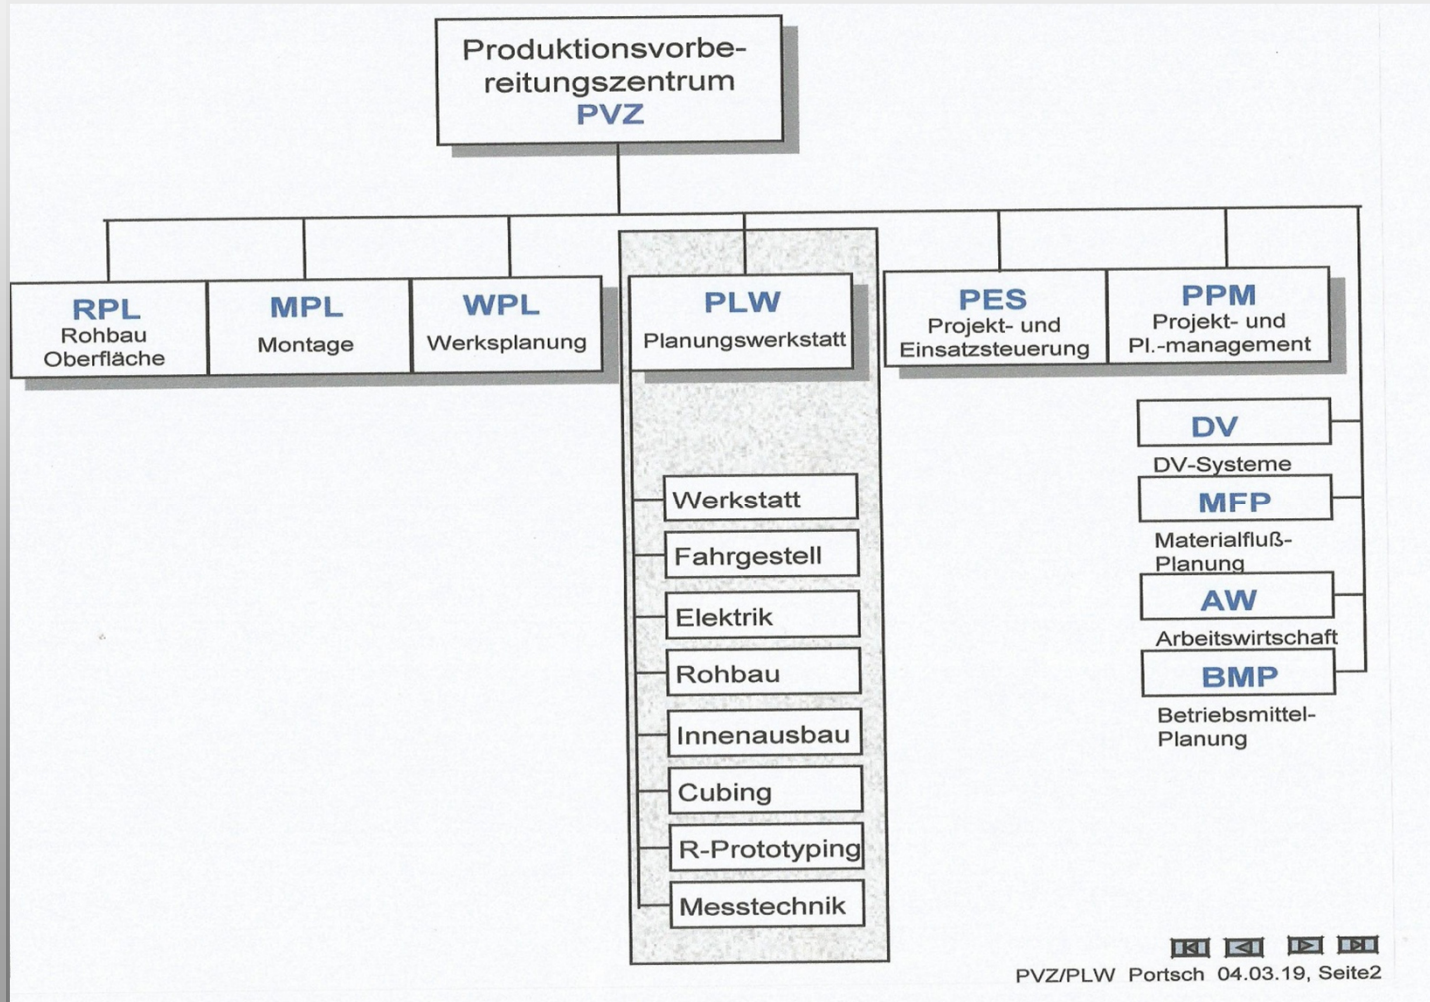 Produktionsvorbe-
reitungszentrum
PVZ
RPL
Rohbau
Oberfläche
MPL
Montage
WPL
Werksplanung
PLW
Planungswerkstatt
PES
Projekt- und
Einsatzsteuerung
PPM
Projekt- und
Pl.-management
Werkstatt
Fahrgestell
Elektrik
Rohbau
Innenausbau
Cubing
R-Prototyping
Messtechnik
DV
DV-Systeme
MFP
Materialfluß-
Planung
AW
Arbeitswirtschaft
BMP
Betriebsmittel-
Planung
PVZ/PLW Portsch 04.03.19, Seite2